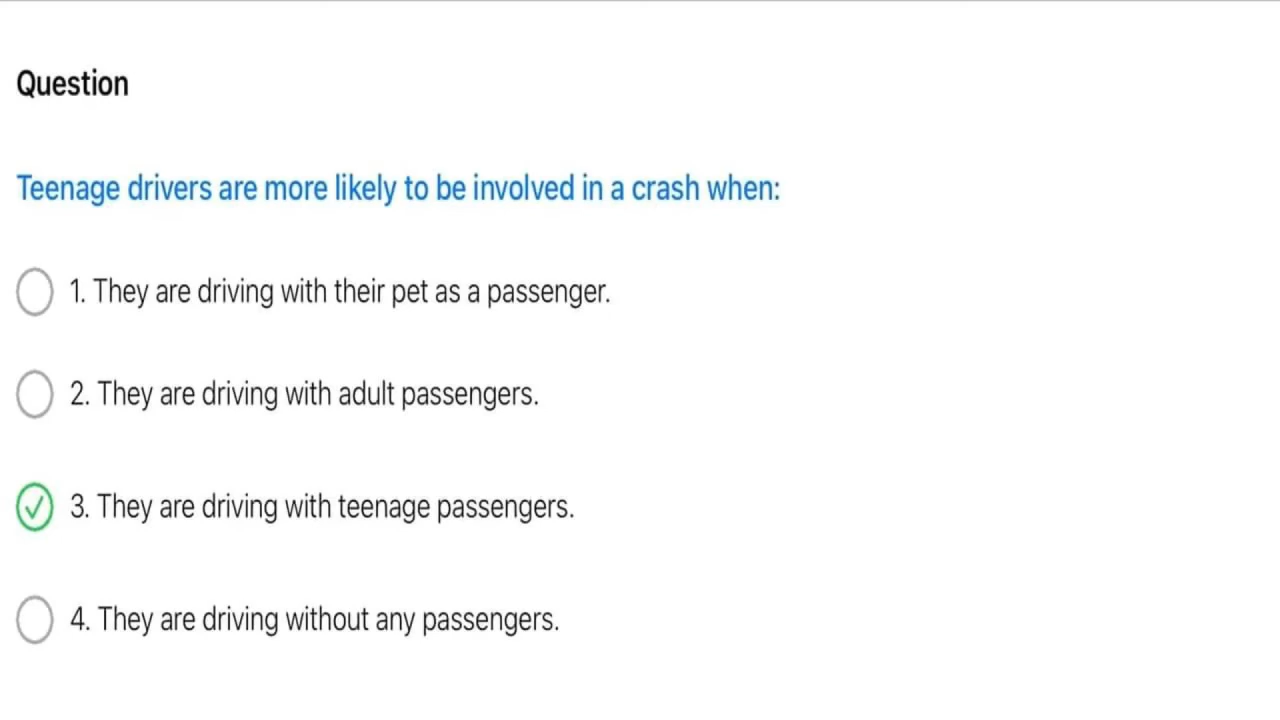 Question
Teenage drivers are more likely to be involved in a crash when:
1. They are driving with their pet as a passenger.
2. They are driving with adult passengers.
3. They are driving with teenage passengers.
4. They are driving without any passengers.